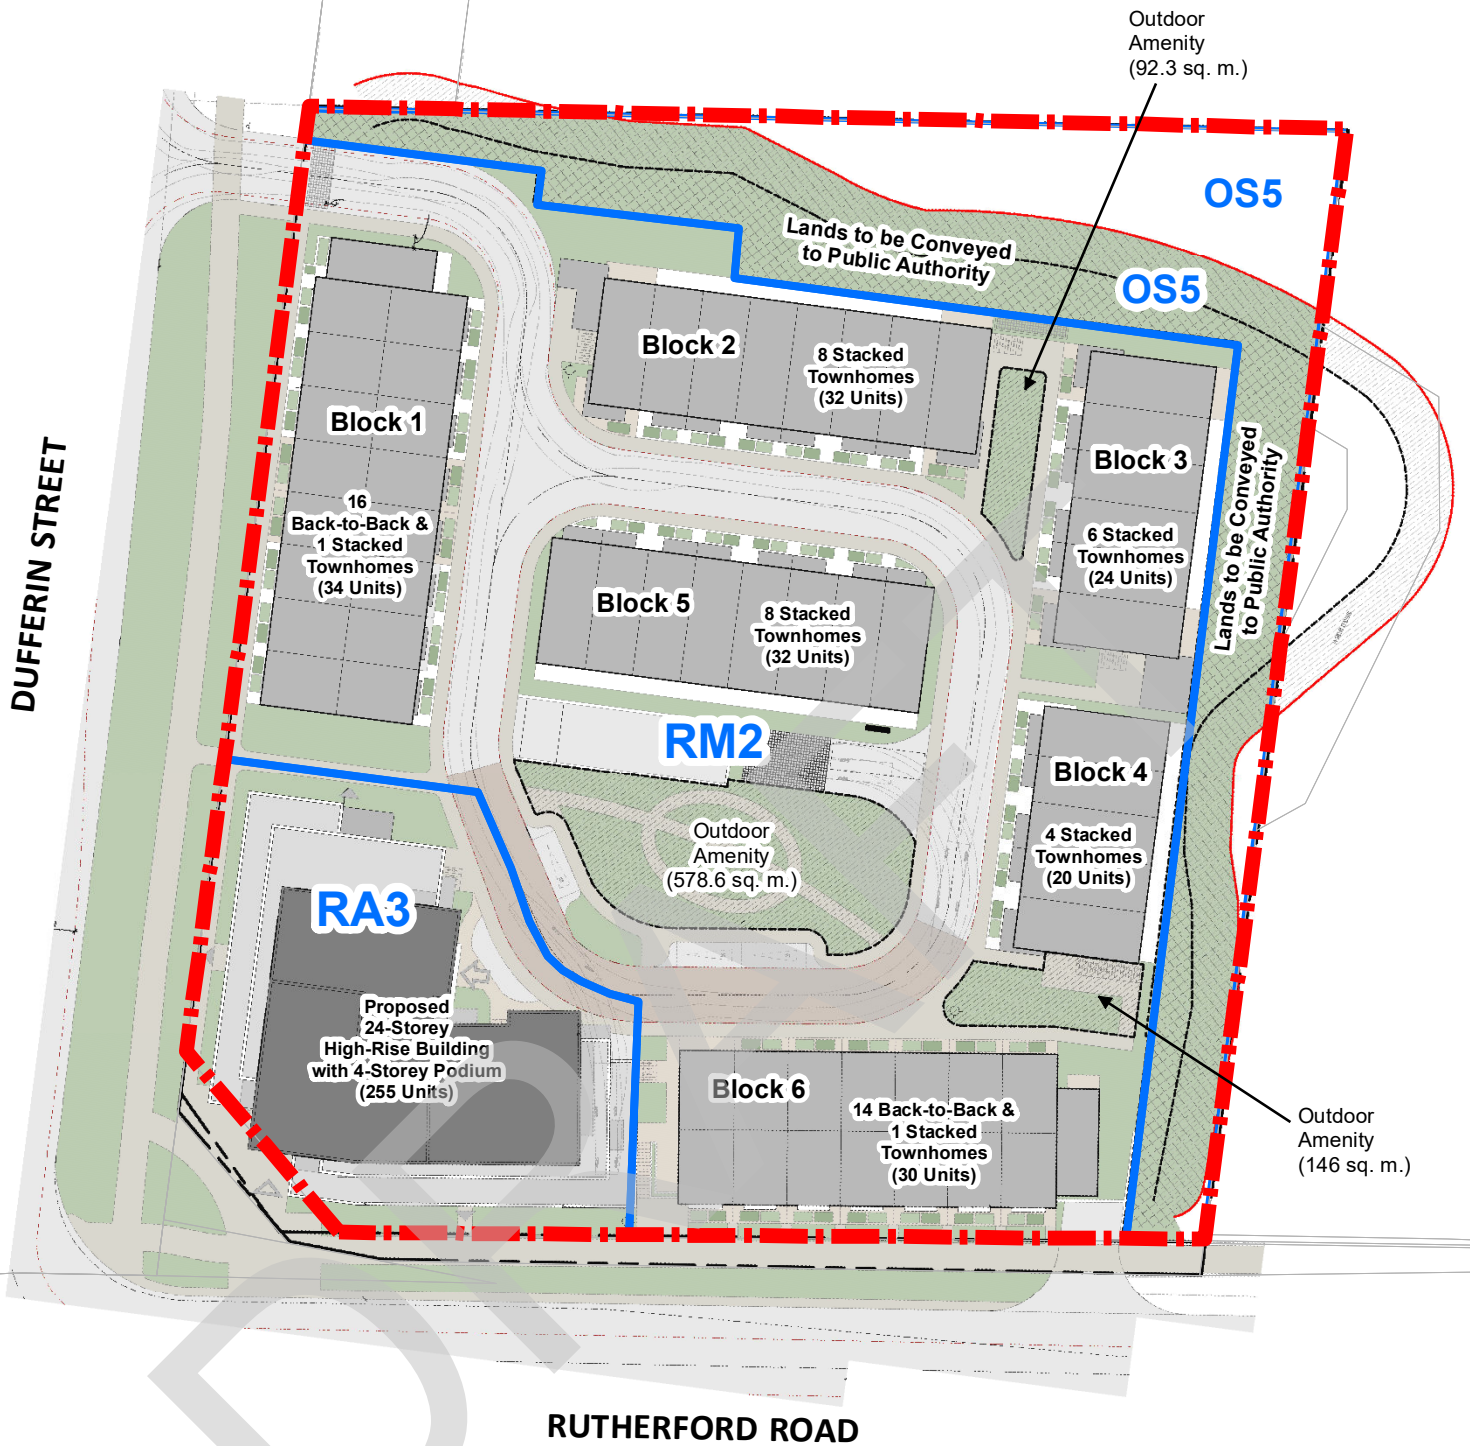 Outdoor
Amenity
(92.3 sq. m.)
OS5
Lands to be Conveyed
to Public Authority
OS5
Block 2
8 Stacked
Townhomes
(32 Units)
Block 1
16
Back-to-Back &
1 Stacked
Townhomes
(34 Units)
Block 3
6 Stacked
Townhomes
(24 Units)
Lands to be Conveyed
to Public Authority
DUFFERIN STREET
Block 5
8 Stacked
Townhomes
(32 Units)
RM2
Block 4
4 Stacked
Townhomes
(20 Units)
Outdoor
Amenity
(578.6 sq. m.)
RA3
Proposed
24-Storey
High-Rise Building
with 4-Storey Podium
(255 Units)
Block 6
14 Back-to-Back &
1 Stacked
Townhomes
(30 Units)
Outdoor
Amenity
(146 sq. m.)
RUTHERFORD ROAD